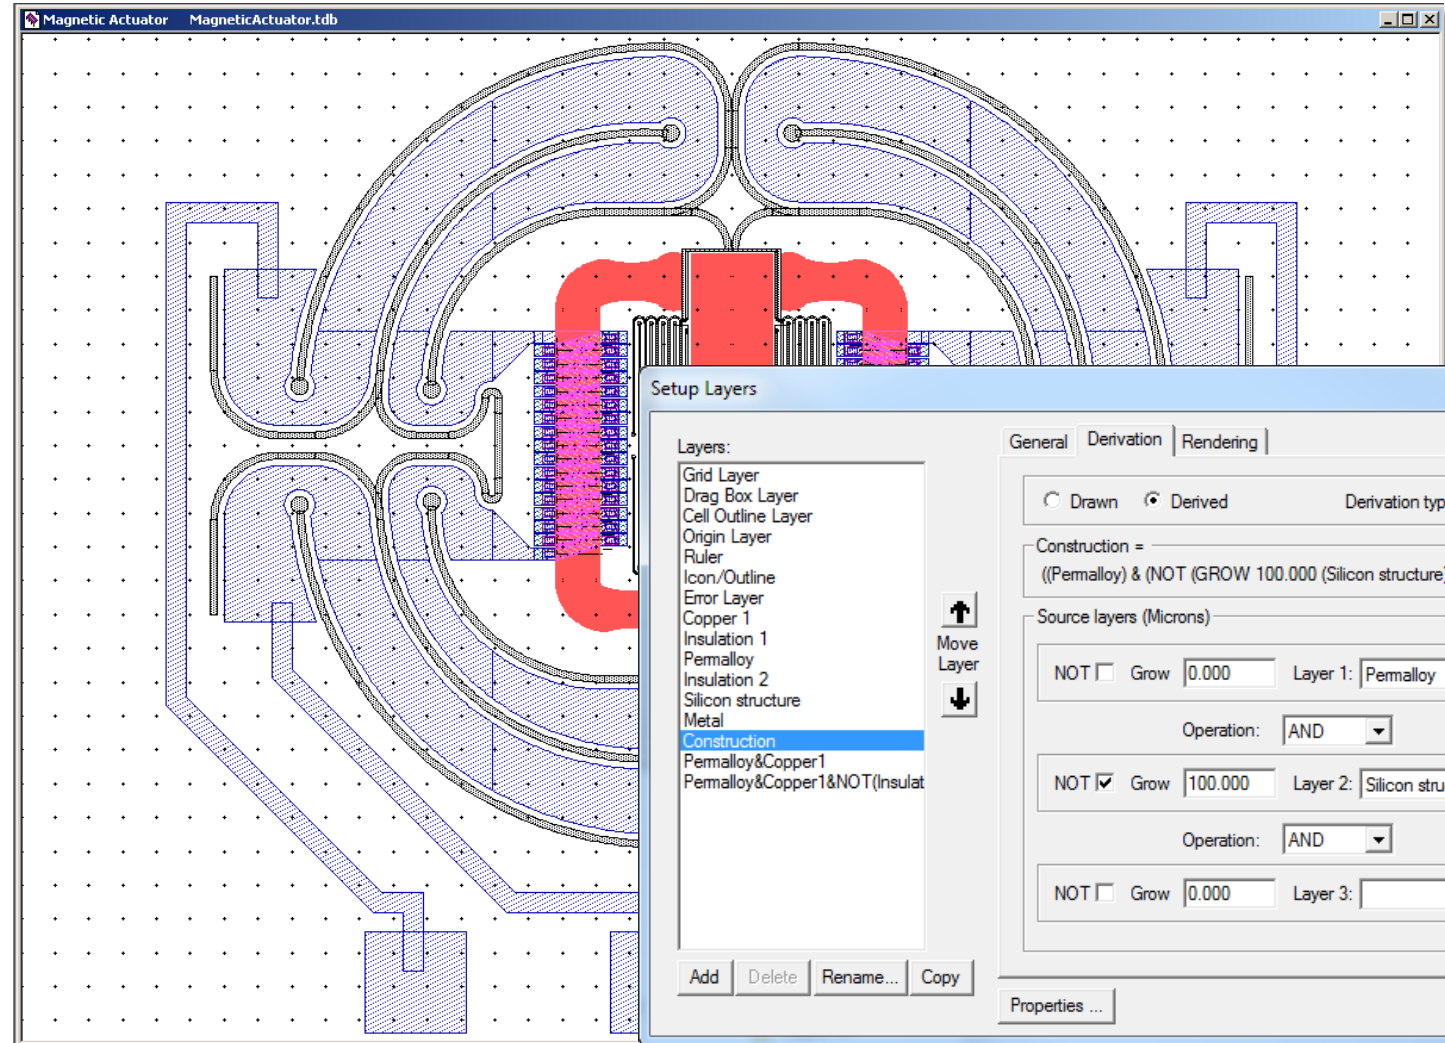 Magnetic Actuator MagneticActuator.tdb
Setup Layers
Layers:
Grid Layer
Drag Box Layer
Cell Outline Layer
Origin Layer
Ruler
Icon/Outline
Error Layer
Copper 1
Insulation 1
Permalloy
Insulation 2
Silicon structure
Metal
Construction
Permalloy&Copper1
Permalloy&Copper1&NOT(Insulat
Move
Layer
Add Delete Rename... Copy
General Derivation Rendering
Drawn Derived Derivation typ
Construction =
((Permalloy) & (NOT (GROW 100.000 (Silicon structure)
Source layers (Microns)
NOT Grow 0.000 Layer 1: Permalloy
Operation: AND
NOT Grow 100.000 Layer 2: Silicon stru
Operation: AND
NOT Grow 0.000 Layer 3:
Properties ...